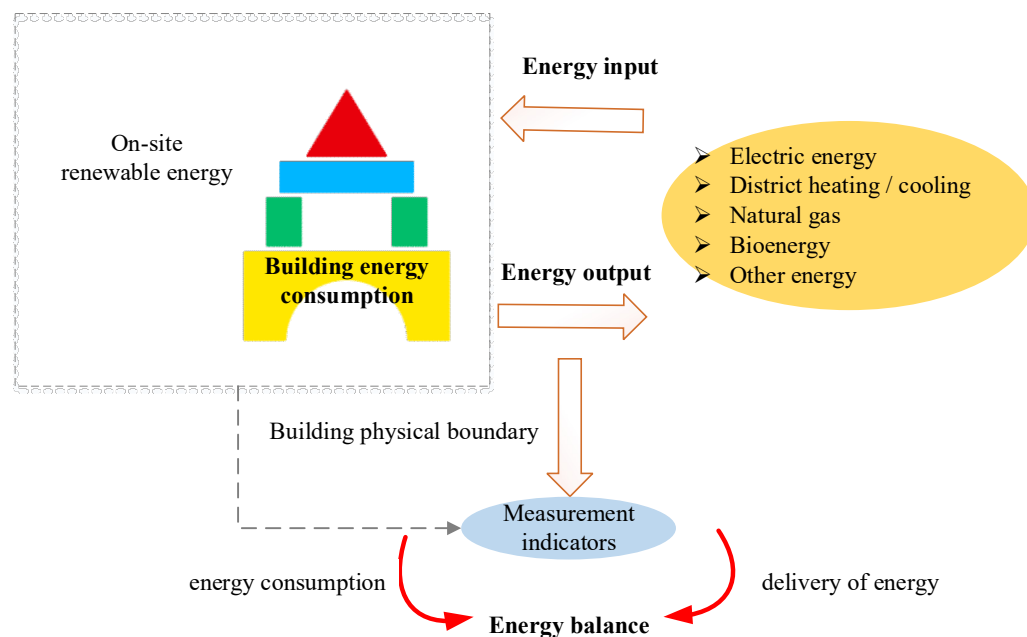 Energy input
On-site
renewable energy
Electric energy
District heating / cooling
Natural gas
Bioenergy
Other energy
Building energy
consumption
Energy output
Building physical boundary
Measurement
indicators
energy consumption
delivery of energy
Energy balance